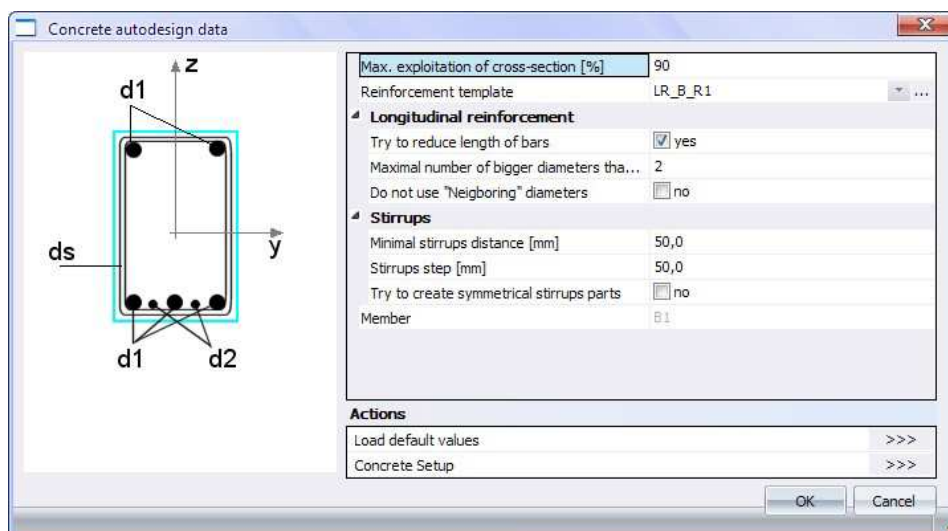 Concrete autodesign data
z
d1
y
ds
d1
d2
Max. exploitation of cross-section [%] 90
Reinforcement template LR_B_R1 ...
Longitudinal reinforcement
Try to reduce length of bars yes
Maximal number of bigger diameters tha... 2
Do not use "Neigboring" diameters no
Stirrups
Minimal stirrups distance [mm] 50,0
Stirrups step [mm] 50,0
Try to create symmetrical stirrups parts no
Member B1
Actions
Load default values >>>
Concrete Setup >>>
OK Cancel